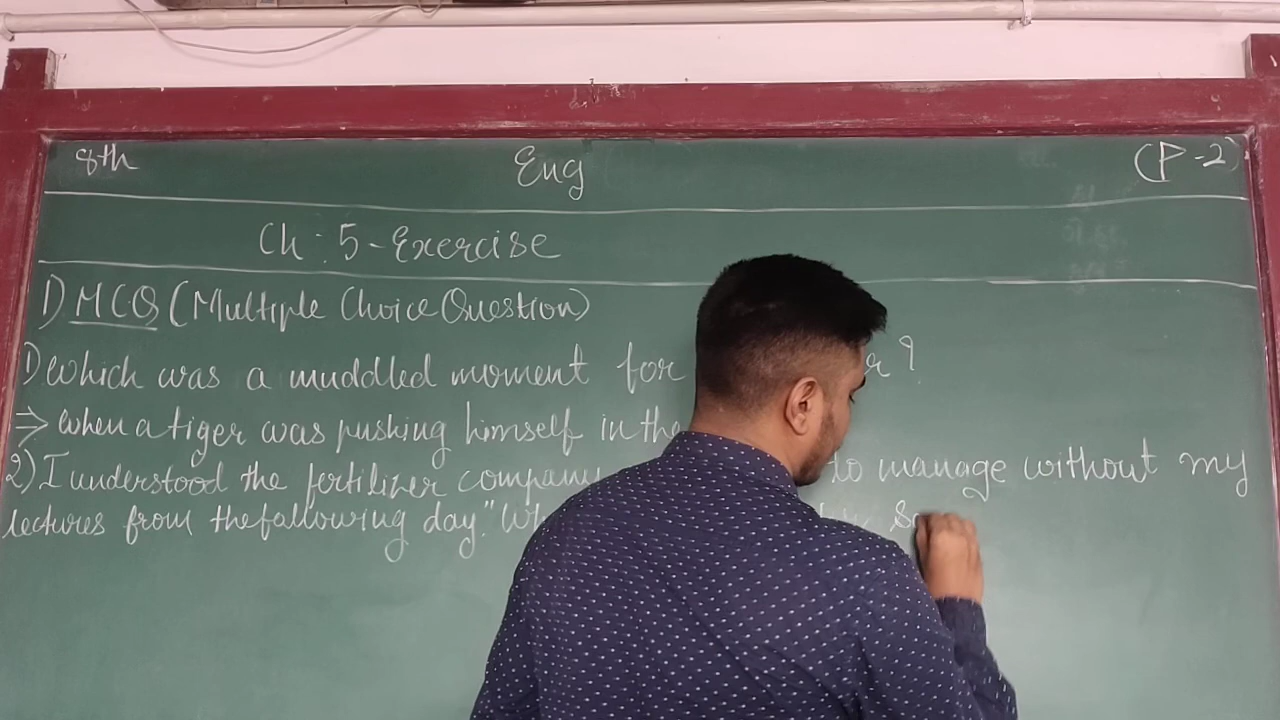 8th Eng (P-2)
Ch: 5-Exercise
1) MCQ (Multiple Choice Question)
1) Which was a muddled moment for ?
⇒ When a tiger was pushing himself in the
2) I understood the fertilizer company to manage without my
lectures from the following day."